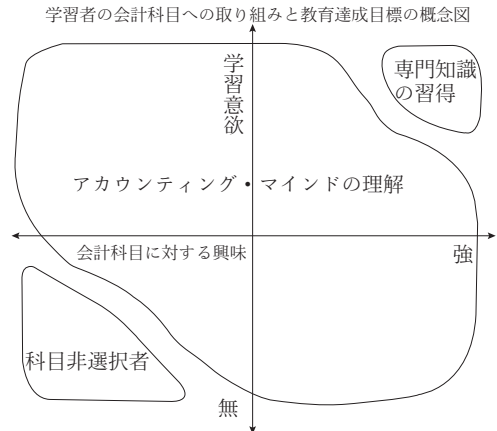 学習者の会計科目への取り組みと教育達成目標の概念図
学習意欲
専門知識
の習得
アカウンティング・マインドの理解
会計科目に対する興味
強
科目非選択者
無